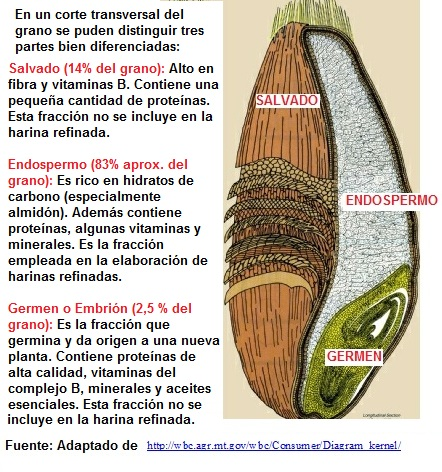 En un corte transversal del
grano se puden distinguir tres
partes bien diferenciadas:
Salvado (14% del grano): Alto en
fibra y vitaminas B. Contiene una
pequeña cantidad de proteínas.
Esta fracción no se incluye en la
harina refinada.
Endospermo (83% aprox. del
grano): Es rico en hidratos de
carbono (especialmente
almidón). Además contiene
proteínas, algunas vitaminas y
minerales. Es la fracción
empleada en la elaboración de
harinas refinadas.
Germen o Embrión (2,5 % del
grano): Es la fracción que
germina y da origen a una nueva
planta. Contiene proteínas de
alta calidad, vitaminas del
complejo B, minerales y aceites
esenciales. Esta fracción no se
incluye en la harina refinada.
SALVADO
ENDOSPERMO
GERMEN
Longitudinal Section
Fuente: Adaptado de http://wbc.agr.mt.gov/wbc/Consumer/Diagram_kernel/